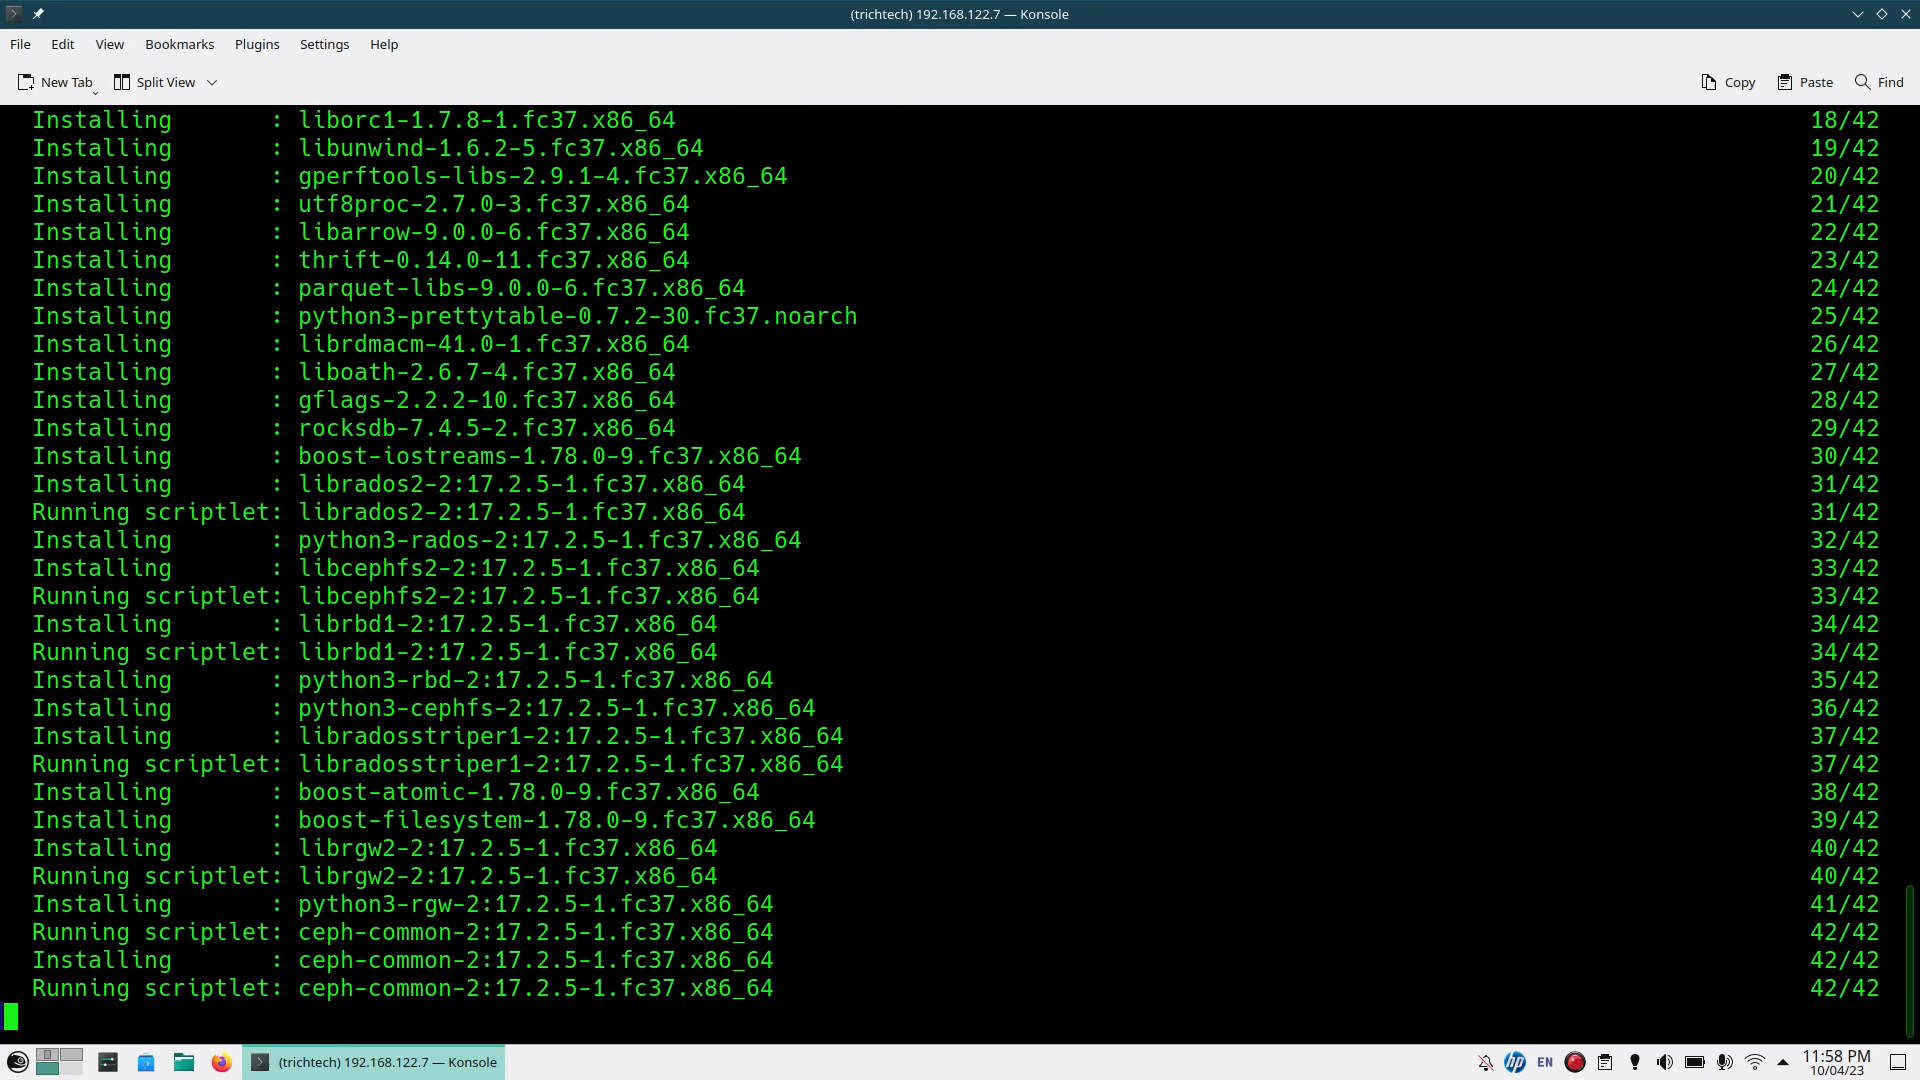 (trichtech) 192.168.122.7 — Konsole
File Edit View Bookmarks Plugins Settings Help
New Tab Split View Copy Paste Find
Installing : liborc1-1.7.8-1.fc37.x86_64 18/42
Installing : libunwind-1.6.2-5.fc37.x86_64 19/42
Installing : gperftools-libs-2.9.1-4.fc37.x86_64 20/42
Installing : utf8proc-2.7.0-3.fc37.x86_64 21/42
Installing : libarrow-9.0.0-6.fc37.x86_64 22/42
Installing : thrift-0.14.0-11.fc37.x86_64 23/42
Installing : parquet-libs-9.0.0-6.fc37.x86_64 24/42
Installing : python3-prettytable-0.7.2-30.fc37.noarch 25/42
Installing : librdmacm-41.0-1.fc37.x86_64 26/42
Installing : liboath-2.6.7-4.fc37.x86_64 27/42
Installing : gflags-2.2.2-10.fc37.x86_64 28/42
Installing : rocksdb-7.4.5-2.fc37.x86_64 29/42
Installing : boost-iostreams-1.78.0-9.fc37.x86_64 30/42
Installing : librados2-2:17.2.5-1.fc37.x86_64 31/42
Running scriptlet: librados2-2:17.2.5-1.fc37.x86_64 31/42
Installing : python3-rados-2:17.2.5-1.fc37.x86_64 32/42
Installing : libcephfs2-2:17.2.5-1.fc37.x86_64 33/42
Running scriptlet: libcephfs2-2:17.2.5-1.fc37.x86_64 33/42
Installing : librbd1-2:17.2.5-1.fc37.x86_64 34/42
Running scriptlet: librbd1-2:17.2.5-1.fc37.x86_64 34/42
Installing : python3-rbd-2:17.2.5-1.fc37.x86_64 35/42
Installing : python3-cephfs-2:17.2.5-1.fc37.x86_64 36/42
Installing : libradosstriper1-2:17.2.5-1.fc37.x86_64 37/42
Running scriptlet: libradosstriper1-2:17.2.5-1.fc37.x86_64 37/42
Installing : boost-atomic-1.78.0-9.fc37.x86_64 38/42
Installing : boost-filesystem-1.78.0-9.fc37.x86_64 39/42
Installing : librgw2-2:17.2.5-1.fc37.x86_64 40/42
Running scriptlet: librgw2-2:17.2.5-1.fc37.x86_64 40/42
Installing : python3-rgw-2:17.2.5-1.fc37.x86_64 41/42
Running scriptlet: ceph-common-2:17.2.5-1.fc37.x86_64 42/42
Installing : ceph-common-2:17.2.5-1.fc37.x86_64 42/42
Running scriptlet: ceph-common-2:17.2.5-1.fc37.x86_64 42/42
(trichtech) 192.168.122.7 — Konsole hp EN 11:58 PM
10/04/23